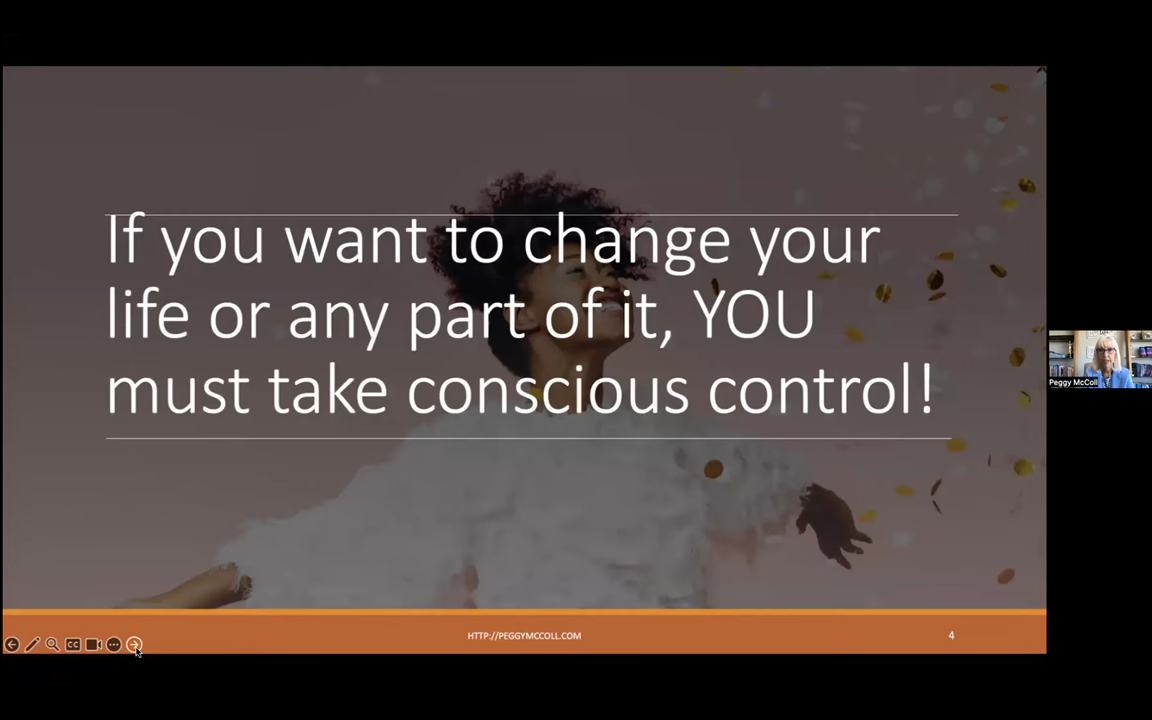 If you want to change your
life or any part of it, YOU
must take conscious control!
Peggy McColl
CC
HTTP://PEGGYMCCOLL.COM
4